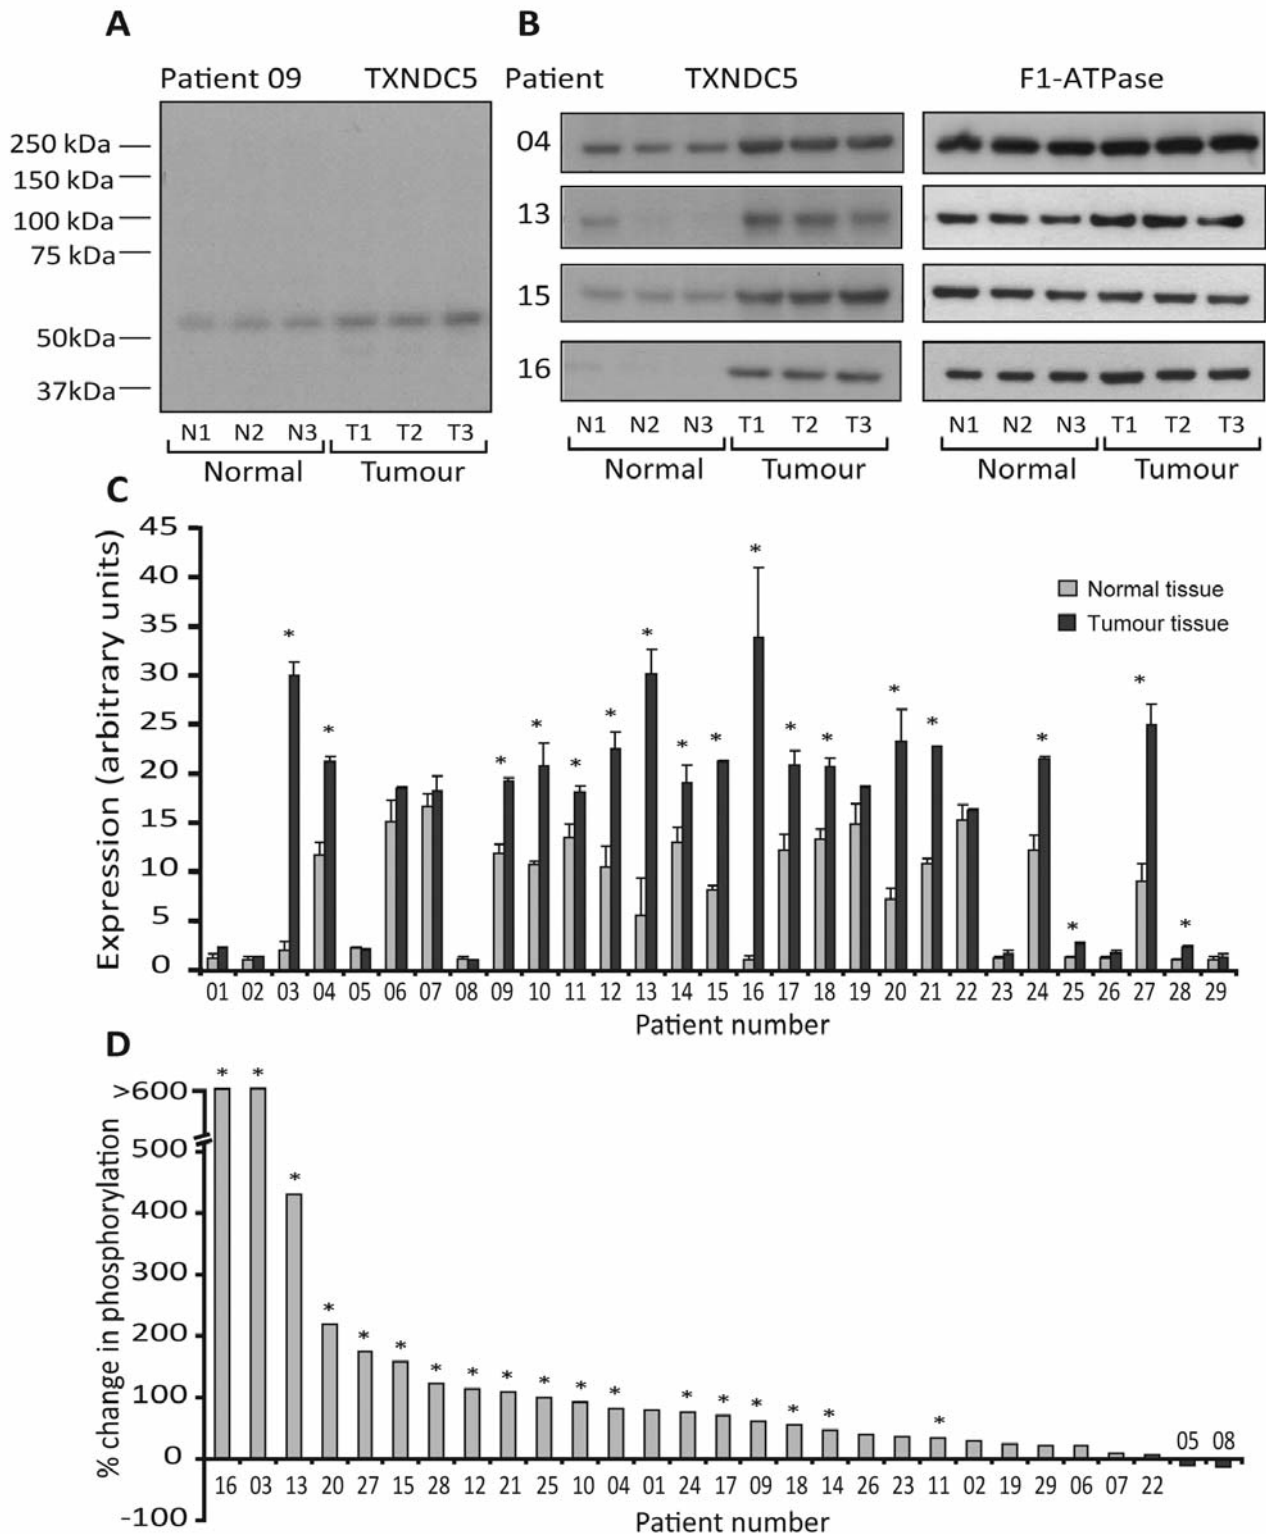 A
B
Patient 09 TXNDC5 Patient TXNDC5 F1-ATPase
250 kDa
150 kDa
100 kDa
75 kDa
50kDa
37kDa
04
13
15
16
N1 N2 N3 T1 T2 T3
Normal Tumour
N1 N2 N3 T1 T2 T3
Normal Tumour
N1 N2 N3 T1 T2 T3
Normal Tumour
C
Expression (arbitrary units)
45
40
35
30
25
20
15
10
5
0
Normal tissue
Tumour tissue
* * * * * * * * * * * * * * * * * *
01 02 03 04 05 06 07 08 09 10 11 12 13 14 15 16 17 18 19 20 21 22 23 24 25 26 27 28 29
Patient number
D
% change in phosphorylation
>600
500
400
300
200
100
0
-100
* * * * * * * * * * * * * * * * * *
05 08
16 03 13 20 27 15 28 12 21 25 10 04 01 24 17 09 18 14 26 23 11 02 19 29 06 07 22
Patient number